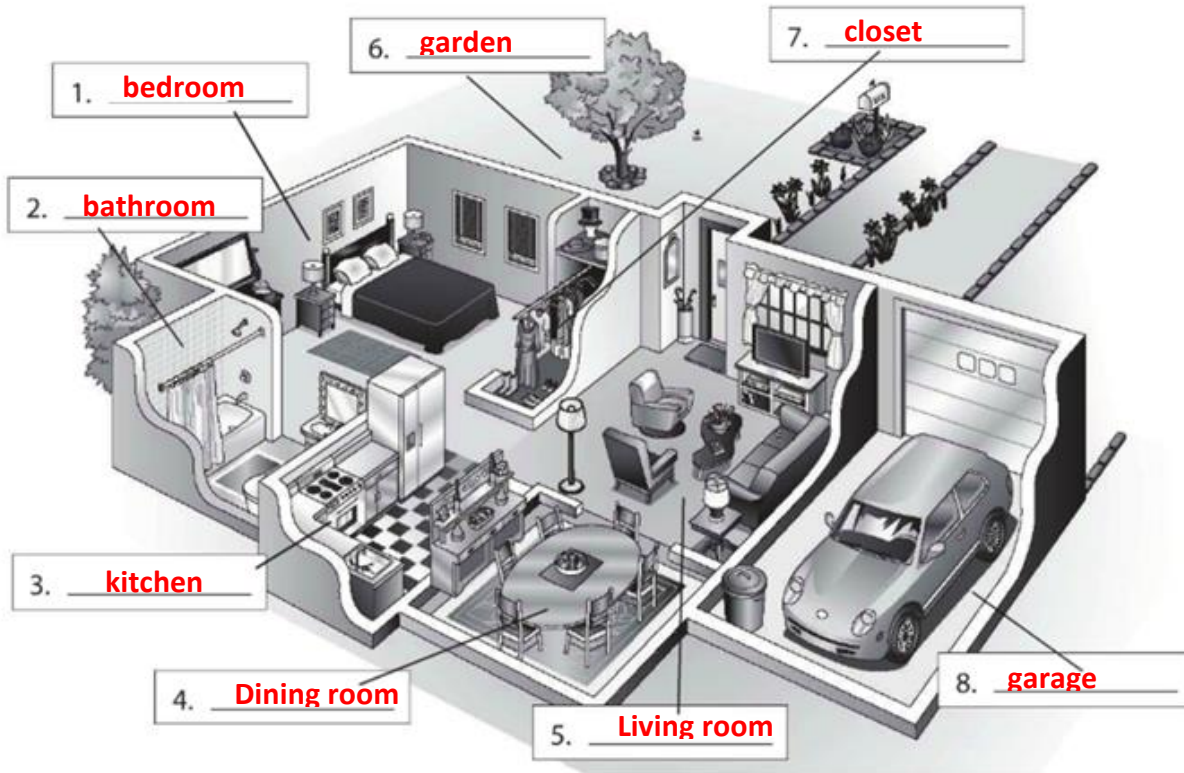 1. bedroom
2. bathroom
3. kitchen
4. Dining room
5. Living room
6. garden
7. closet
8. garage